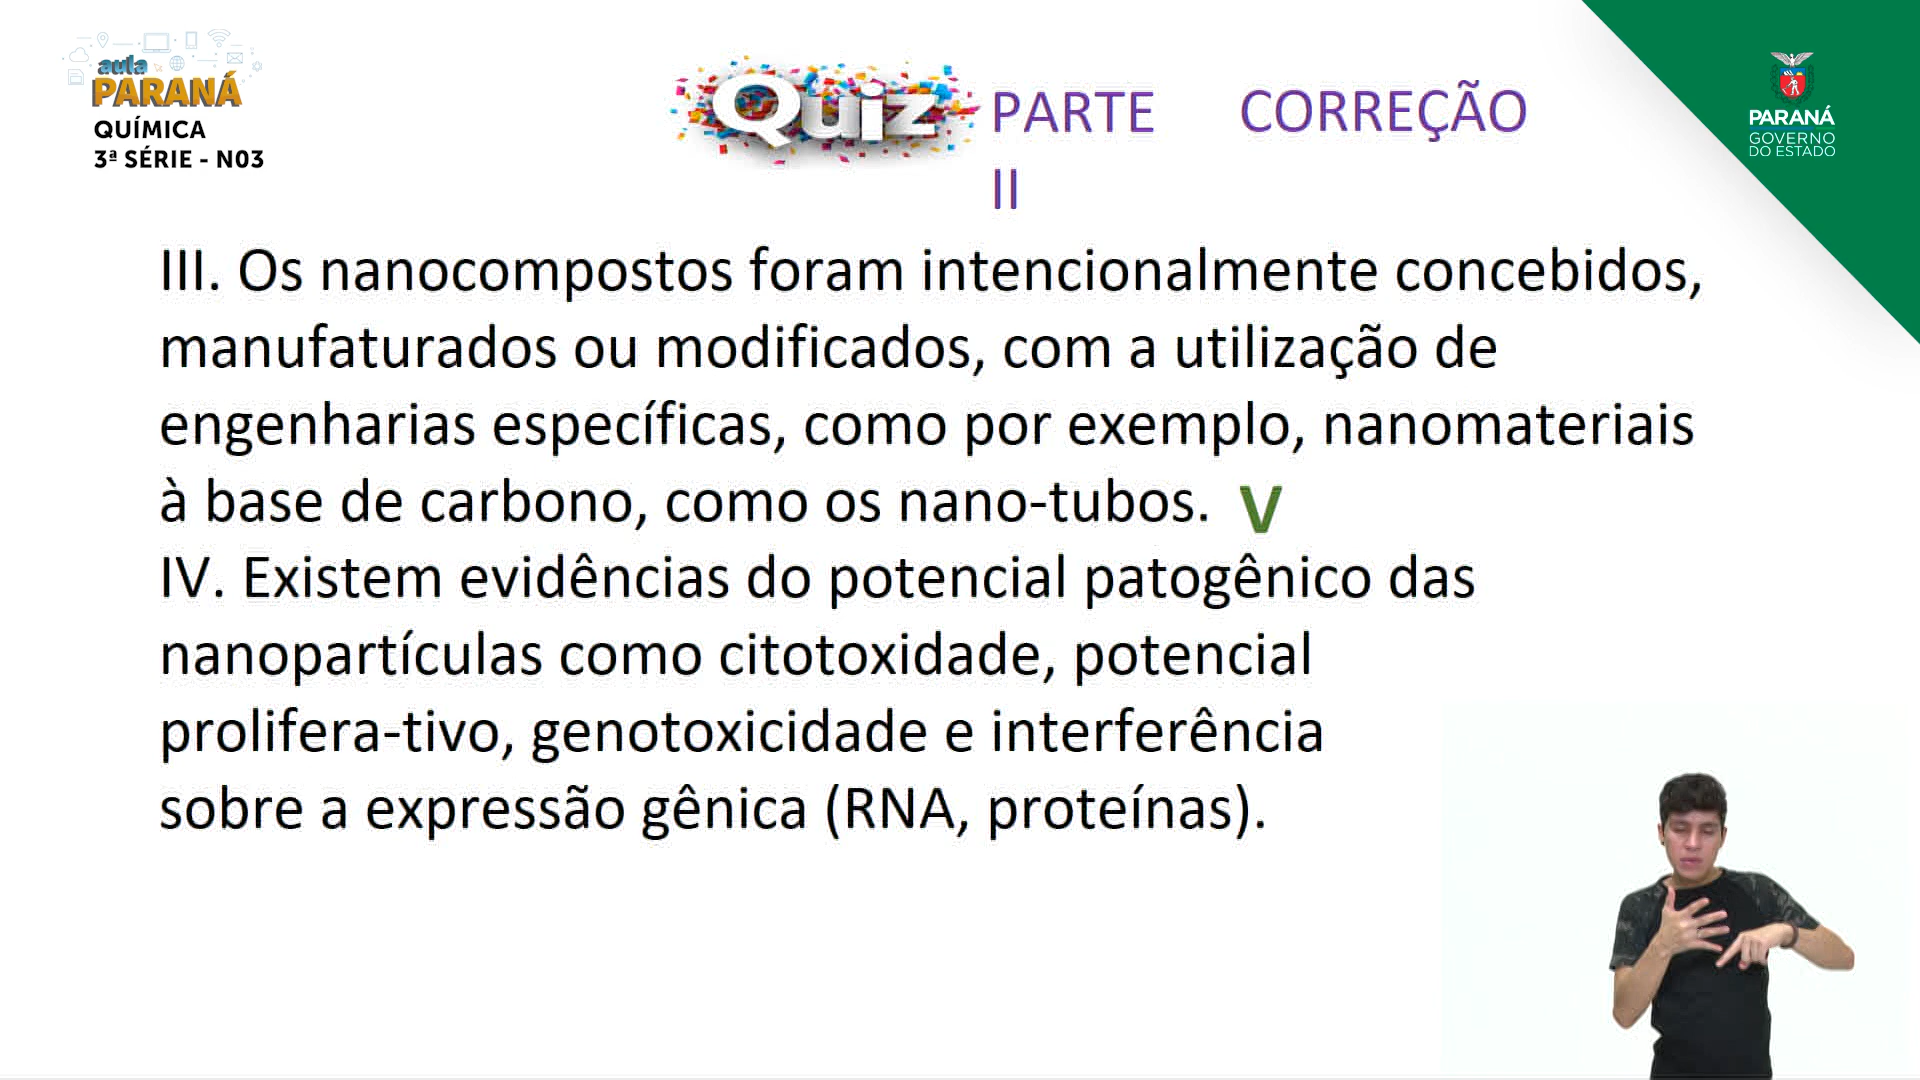 aula
PARANÁ
QUÍMICA
3ª SÉRIE - N03
Quiz PARTE CORREÇÃO
II
PARANÁ
GOVERNO
DO ESTADO
III. Os nanocompostos foram intencionalmente concebidos,
manufaturados ou modificados, com a utilização de
engenharias específicas, como por exemplo, nanomateriais
à base de carbono, como os nano-tubos. V
IV. Existem evidências do potencial patogênico das
nanopartículas como citotoxidade, potencial
prolifera-tivo, genotoxicidade e interferência
sobre a expressão gênica (RNA, proteínas).